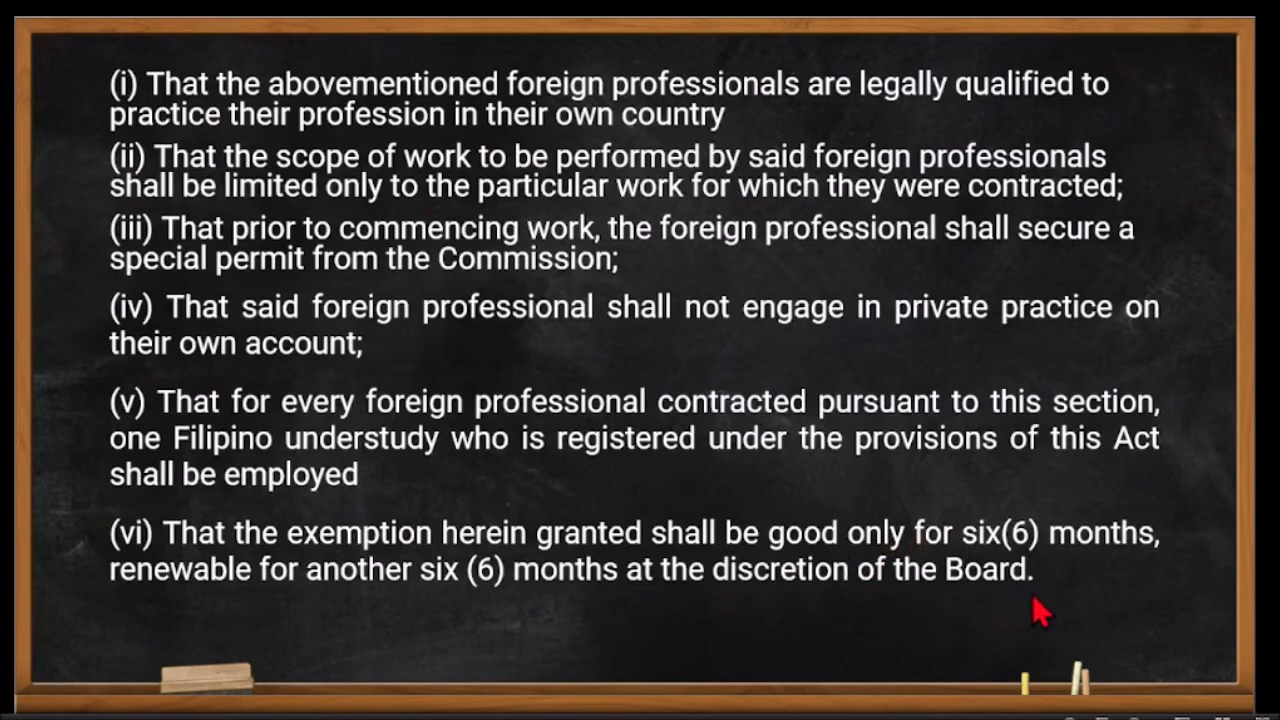 (i) That the abovementioned foreign professionals are legally qualified to
practice their profession in their own country
(ii) That the scope of work to be performed by said foreign professionals
shall be limited only to the particular work for which they were contracted;
(iii) That prior to commencing work, the foreign professional shall secure a
special permit from the Commission;
(iv) That said foreign professional shall not engage in private practice on
their own account;
(v) That for every foreign professional contracted pursuant to this section,
one Filipino understudy who is registered under the provisions of this Act
shall be employed
(vi) That the exemption herein granted shall be good only for six(6) months,
renewable for another six (6) months at the discretion of the Board.